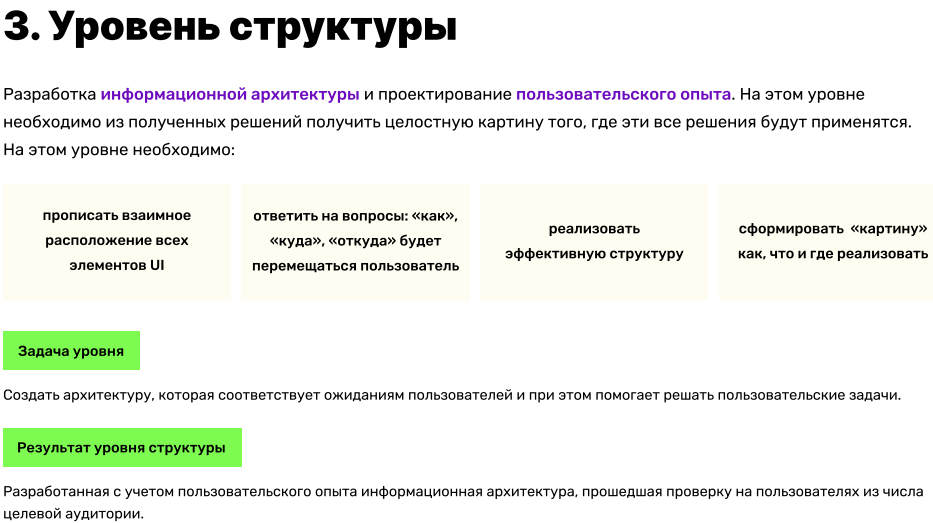 3. Уровень структуры
Разработка информационной архитектуры и проектирование пользовательского опыта. На этом уровне
необходимо из полученных решений получить целостную картину того, где эти все решения будут применятся.
На этом уровне необходимо:
прописать взаимное
расположение всех
элементов UI
ответить на вопросы: «как»,
«куда», «откуда» будет
перемещаться пользователь
реализовать
эффективную структуру
сформировать «картину»
как, что и где реализовать
Задача уровня
Создать архитектуру, которая соответствует ожиданиям пользователей и при этом помогает решать пользовательские задачи.
Результат уровня структуры
Разработанная с учетом пользовательского опыта информационная архитектура, прошедшая проверку на пользователях из числа
целевой аудитории.